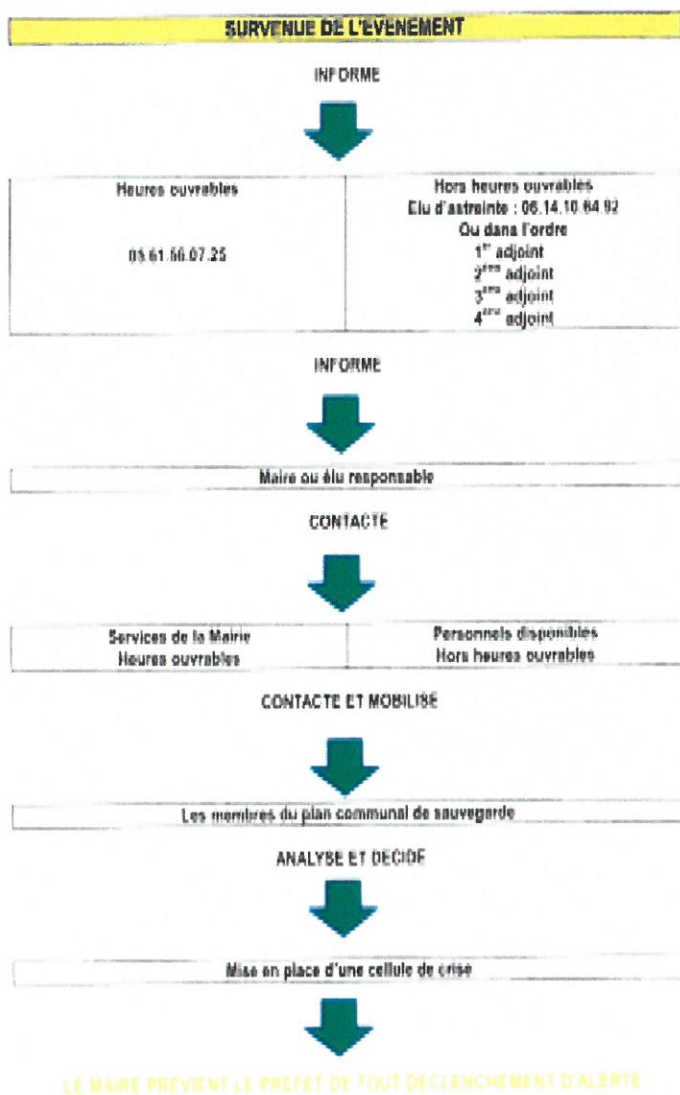 SURVENUE DE L'EVENEMENT
INFORME
Heures ouvrables
05.61.56.07.25
Hors heures ouvrables
Elu d'astreinte : 06.14.10.64.92
Ou dans l'ordre
1er adjoint
2ème adjoint
3ème adjoint
4ème adjoint
INFORME
Maire ou élu responsable
CONTACTE
Services de la Mairie
Heures ouvrables
Personnels disponibles
Hors heures ouvrables
CONTACTE ET MOBILISE
Les membres du plan communal de sauvegarde
ANALYSE ET DECIDE
Mise en place d'une cellule de crise
LE MAIRE PREVIENT LE PREFET DE TOUT DECLENCHEMENT D'ALERTE